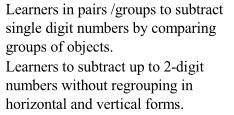 Learners in pairs /groups to subtract
single digit numbers by comparing
groups of objects.
Learners to subtract up to 2-digit
numbers without regrouping in
horizontal and vertical forms.